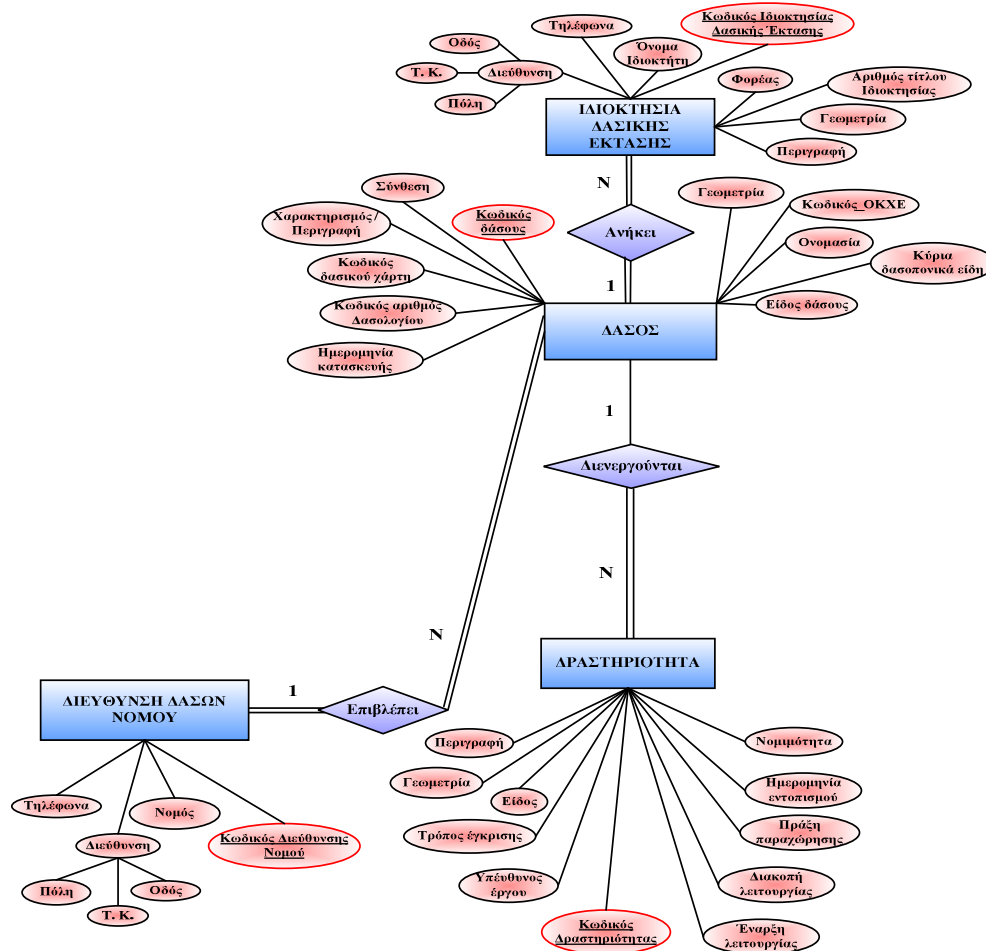 Κωδικός Ιδιοκτησίας
Δασικής Έκτασης
Τηλέφωνα
Οδός
Όνομα
Ιδιοκτήτη
Τ. Κ.
Διεύθυνση
Φορέας
Αριθμός τίτλου
Ιδιοκτησίας
Πόλη
ΙΔΙΟΚΤΗΣΙΑ
ΔΑΣΙΚΗΣ
ΕΚΤΑΣΗΣ
Γεωμετρία
Περιγραφή
N
Σύνθεση
Γεωμετρία
Κωδικός_ΟΚΧΕ
Χαρακτηρισμός /
Περιγραφή
Κωδικός
δάσους
Ανήκει
Ονομασία
Κωδικός
δασικού χάρτη
Κύρια
δασοπονικά είδη
1
Κωδικός αριθμός
Δασολογίου
Είδος δάσους
ΔΑΣΟΣ
Ημερομηνία
κατασκευής
1
Διενεργούνται
N
N
ΔΡΑΣΤΗΡΙΟΤΗΤΑ
1
ΔΙΕΥΘΥΝΣΗ ΔΑΣΩΝ
ΝΟΜΟΥ
Επιβλέπει
Περιγραφή
Νομιμότητα
Γεωμετρία
Ημερομηνία
εντοπισμού
Είδος
Τηλέφωνα
Νομός
Τρόπος έγκρισης
Πράξη
παραχώρησης
Διεύθυνση
Κωδικός Διεύθυνσης
Νομού
Υπέυθυνος
έργου
Διακοπή
λειτουργίας
Πόλη
Οδός
Τ. Κ.
Κωδικός
Δραστηριότητας
Έναρξη
λειτουργίας